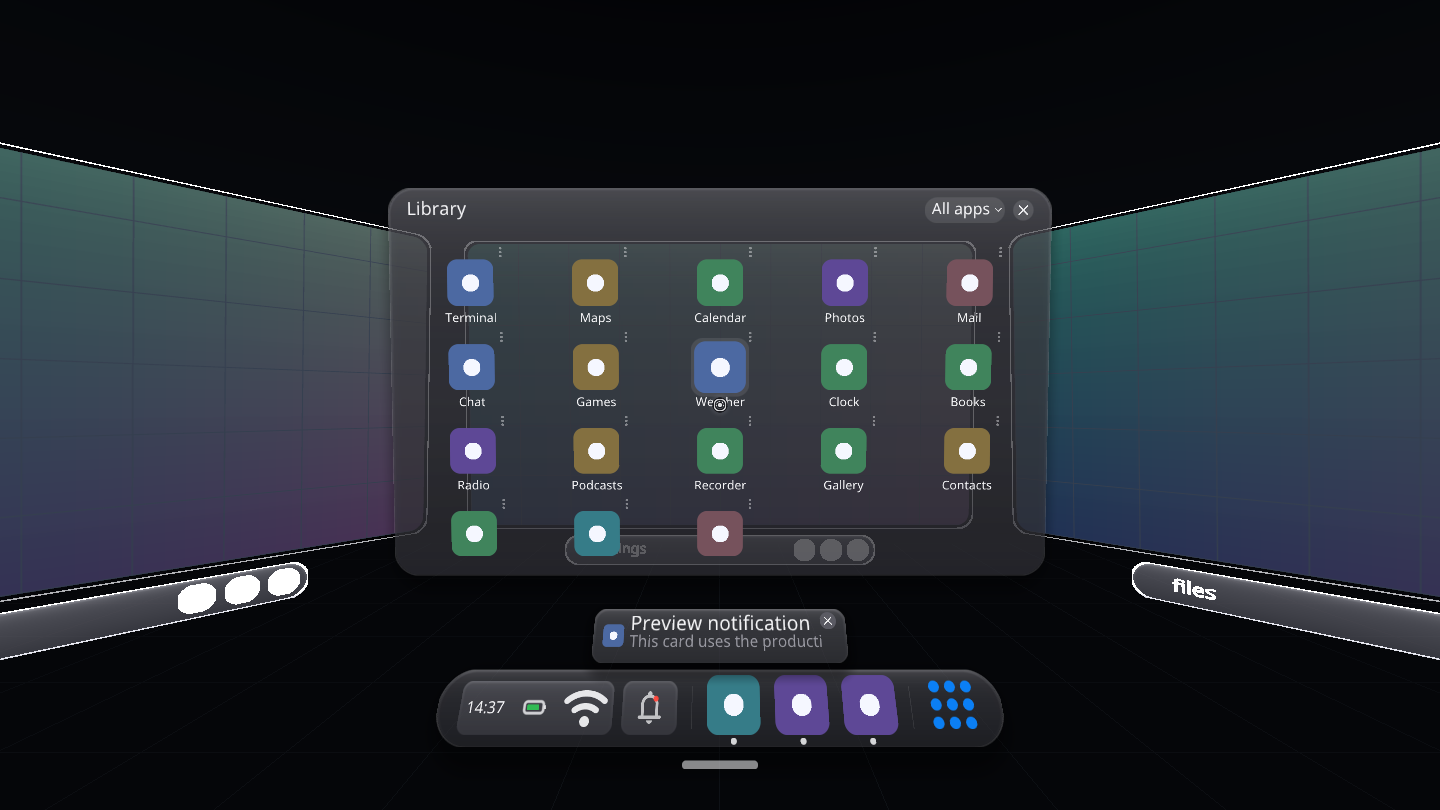 Library
All apps
Terminal
Maps
Calendar
Photos
Mail
Chat
Games
Weather
Clock
Books
Radio
Podcasts
Recorder
Gallery
Contacts
files
Preview notification
This card uses the producti
14:37